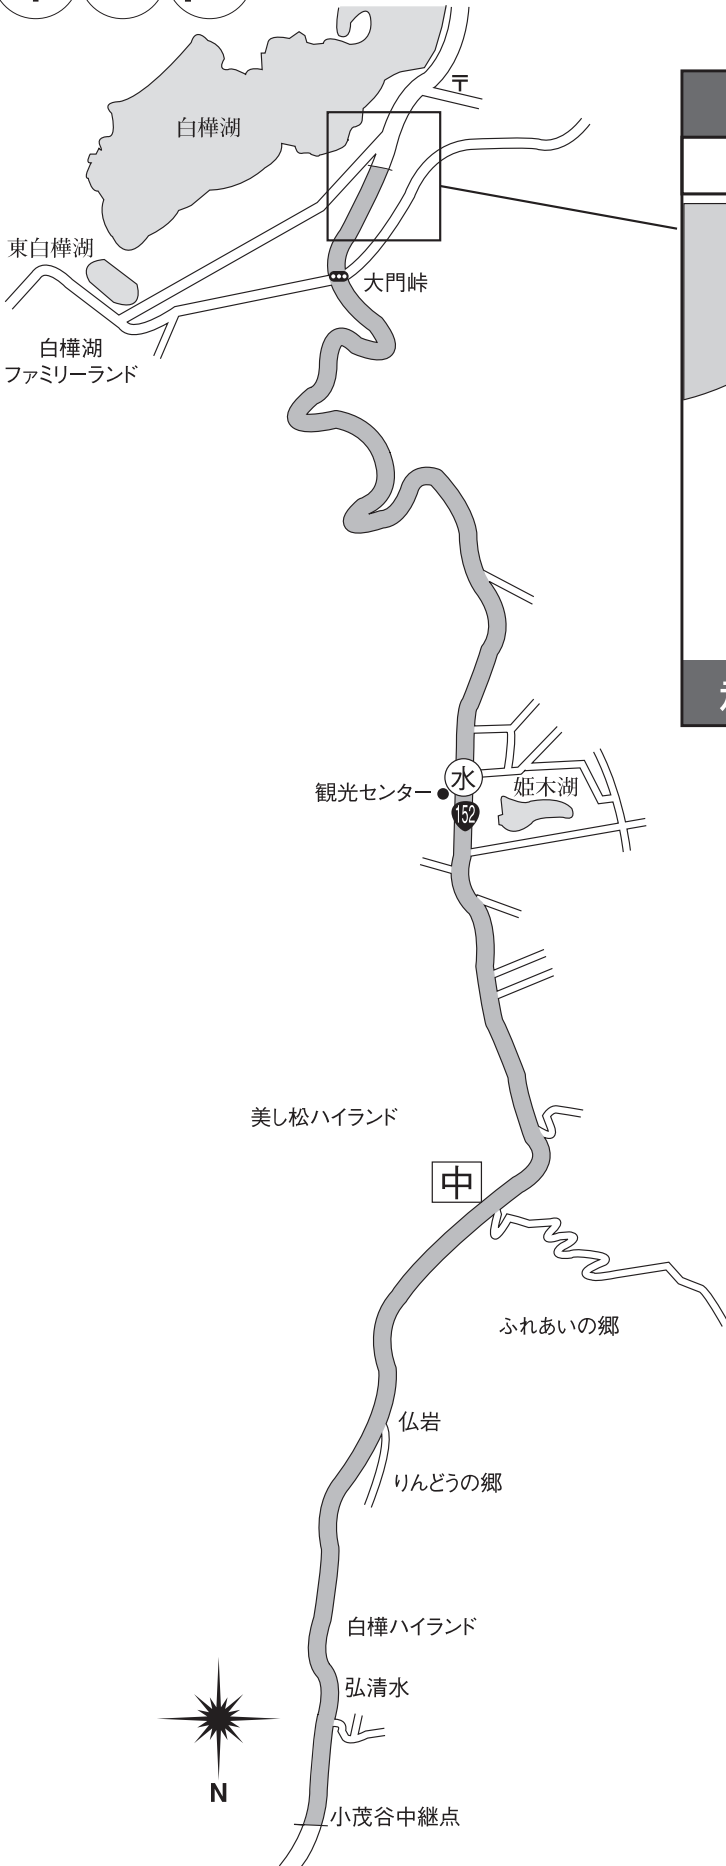 〒
白樺湖
東白樺湖
大門峠
白樺湖
ファミリーランド
水
観光センター
姫木湖
152
美し松ハイランド
中
ふれあいの郷
仏岩
りんどうの郷
白樺ハイランド
弘清水
N
小茂谷中継点